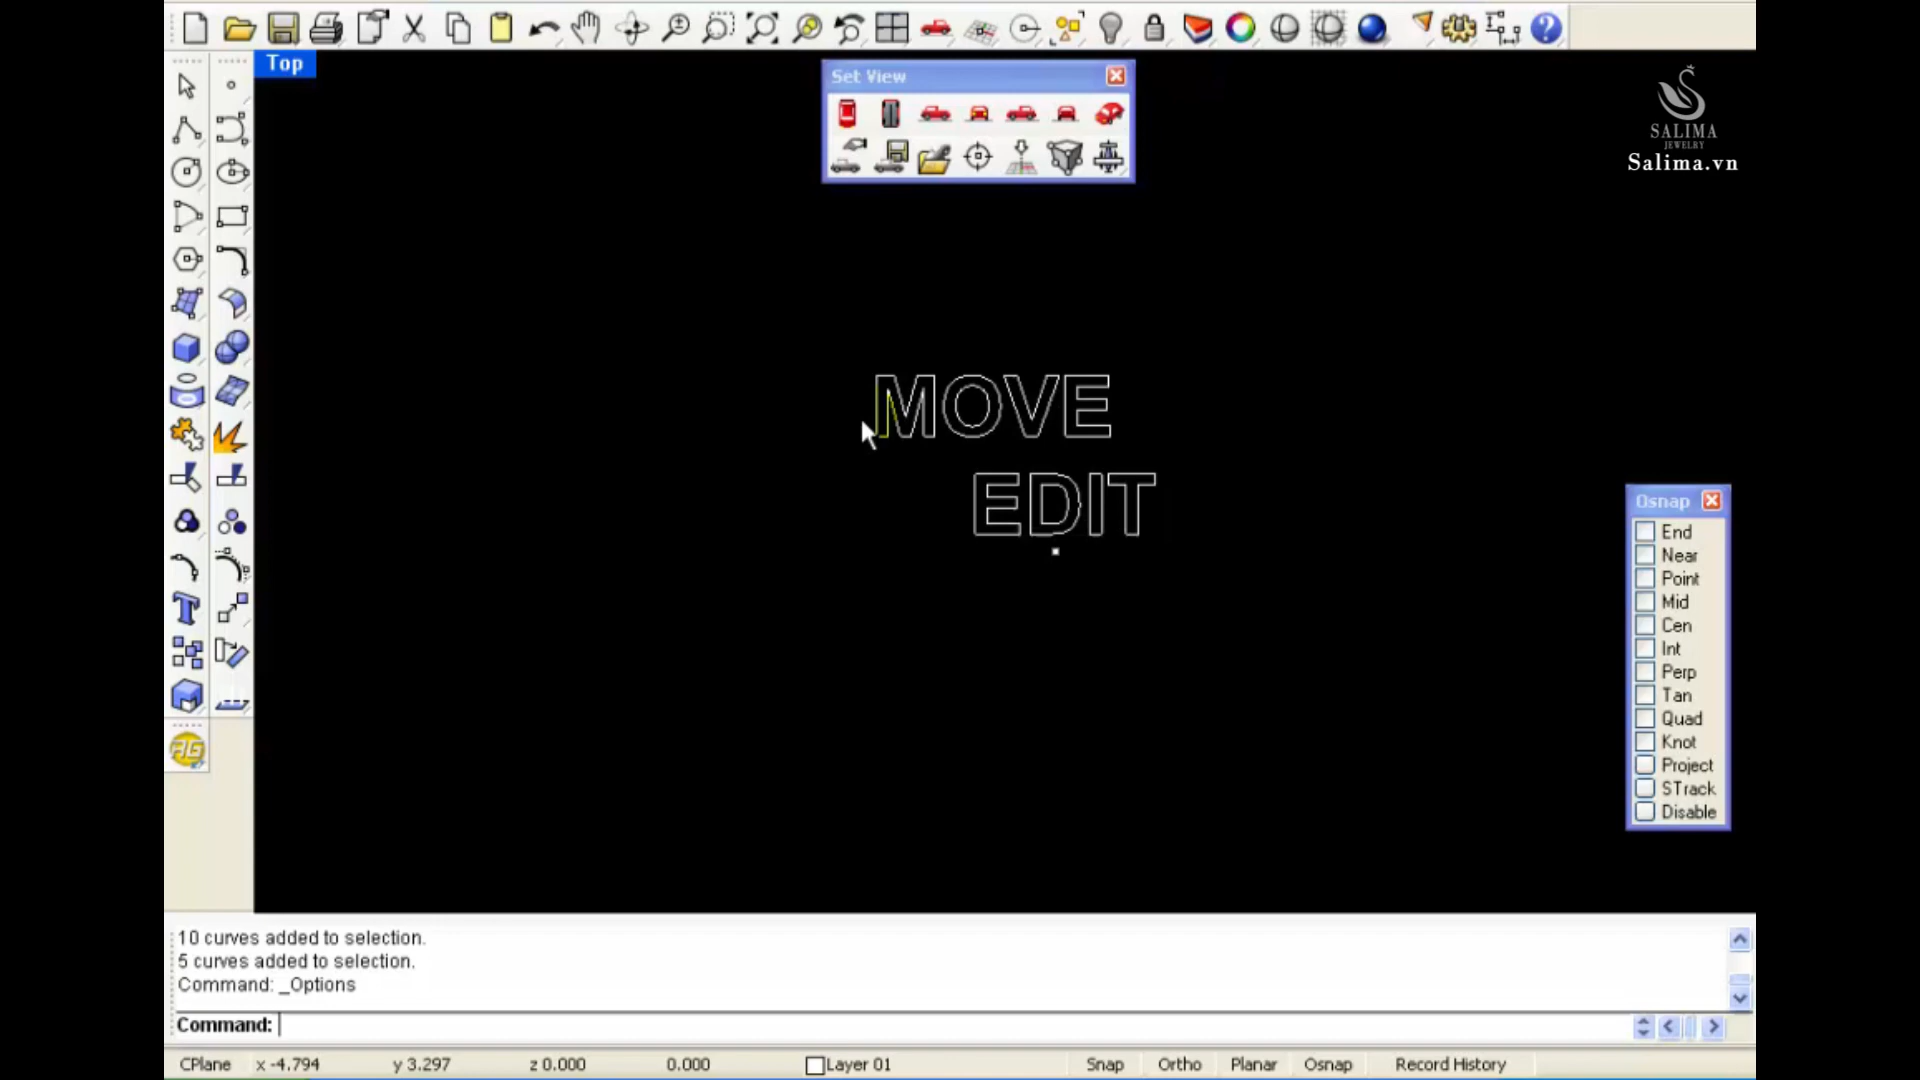 Top
Set View
SALIMA
JEWELRY
Salima.vn
MOVE
EDIT
Osnap
End
Near
Point
Mid
Cen
Int
Perp
Tan
Quad
Knot
Project
STrack
Disable
10 curves added to selection.
5 curves added to selection.
Command: _Options
Command:
CPlane x -4.794 y 3.297 z 0.000 0.000 Layer 01 Snap Ortho Planar Osnap Record History